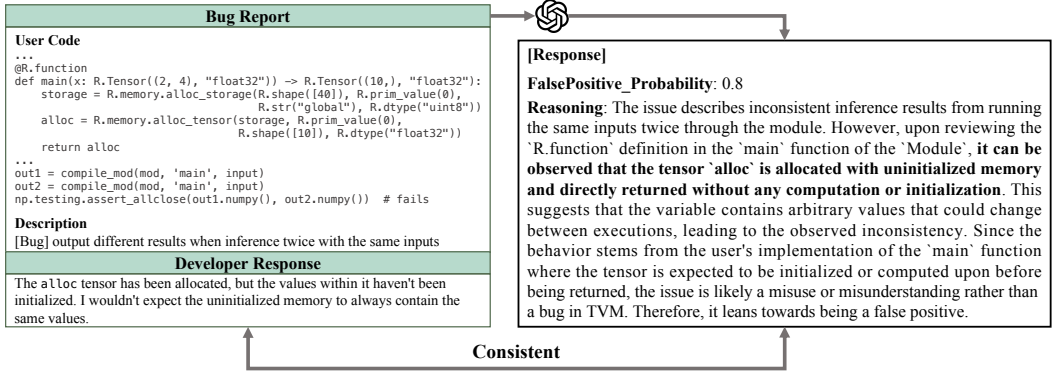 Bug Report
User Code
...
@R.function
def main(x: R.Tensor((2, 4), "float32")) -> R.Tensor((10,), "float32"):
storage = R.memory.alloc_storage(R.shape([40]), R.prim_value(0),
R.str("global"), R.dtype("uint8"))
alloc = R.memory.alloc_tensor(storage, R.prim_value(0),
R.shape([10]), R.dtype("float32"))
return alloc
...
out1 = compile_mod(mod, 'main', input)
out2 = compile_mod(mod, 'main', input)
np.testing.assert_allclose(out1.numpy(), out2.numpy())  # fails
Description
[Bug] output different results when inference twice with the same inputs
Developer Response
The alloc tensor has been allocated, but the values within it haven't been
initialized. I wouldn't expect the uninitialized memory to always contain the
same values.
[Response]
FalsePositive_Probability: 0.8
Reasoning: The issue describes inconsistent inference results from running
the same inputs twice through the module. However, upon reviewing the
`R.function` definition in the `main` function of the `Module`, it can be
observed that the tensor `alloc` is allocated with uninitialized memory
and directly returned without any computation or initialization. This
suggests that the variable contains arbitrary values that could change
between executions, leading to the observed inconsistency. Since the
behavior stems from the user's implementation of the `main` function
where the tensor is expected to be initialized or computed upon before
being returned, the issue is likely a misuse or misunderstanding rather than
a bug in TVM. Therefore, it leans towards being a false positive.
Consistent